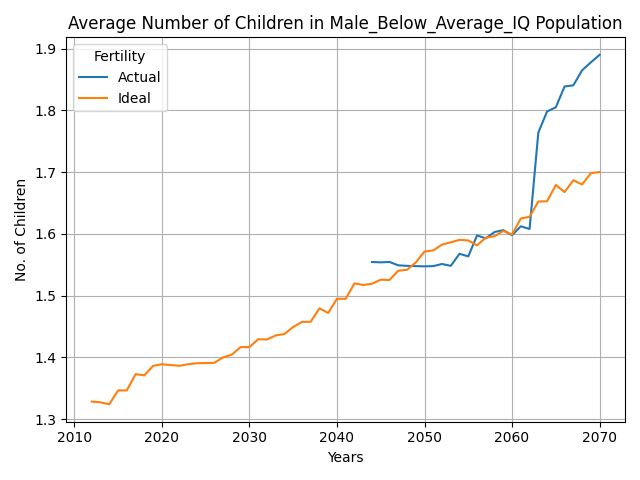 Average Number of Children in Male_Below_Average_IQ Population
Fertility
Actual
Ideal
No. of Children
1.9
1.8
1.7
1.6
1.5
1.4
1.3
2010 2020 2030 2040 2050 2060 2070
Years